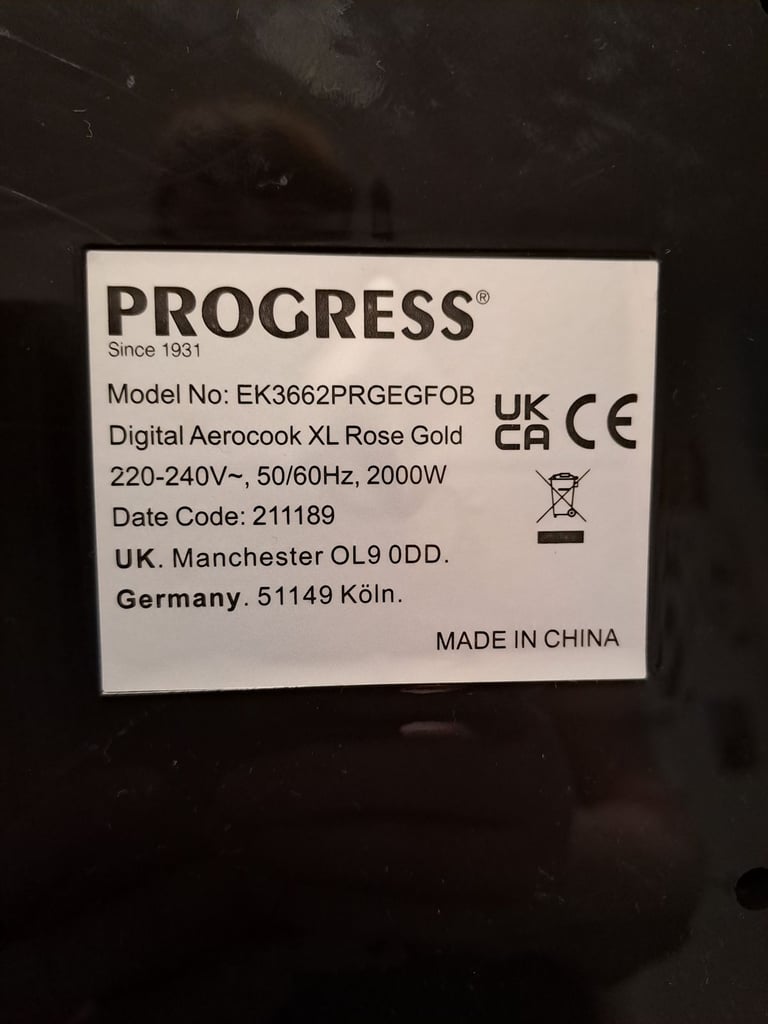 PROGRESS®
Since 1931
Model No: EK3662PRGEGFOB
Digital Aerocook XL Rose Gold
220-240V~, 50/60Hz, 2000W
Date Code: 211189
UK. Manchester OL9 0DD.
Germany. 51149 Köln.
UK
CA
CE
MADE IN CHINA